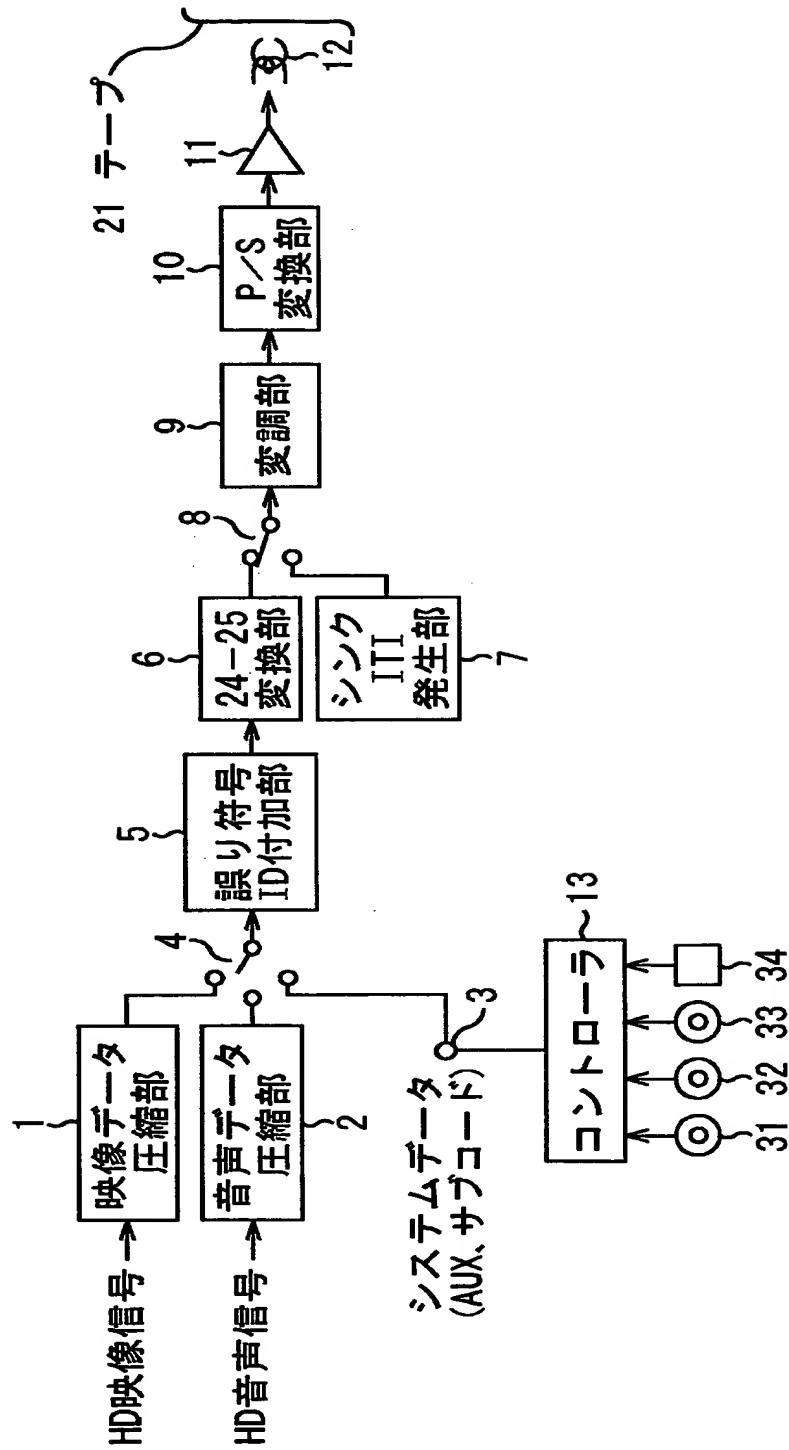 HD映像信号
1
映像データ
圧縮部
HD音声信号
2
音声データ
圧縮部
システムデータ
(AUX、サブコード)
3
4
5
誤り符号
ID付加部
6
24−25
変換部
シンク
ITI
発生部
7
8
9
変調部
10
P/S
変換部
11
12
21 テープ
13
コントローラ
31
32
33
34